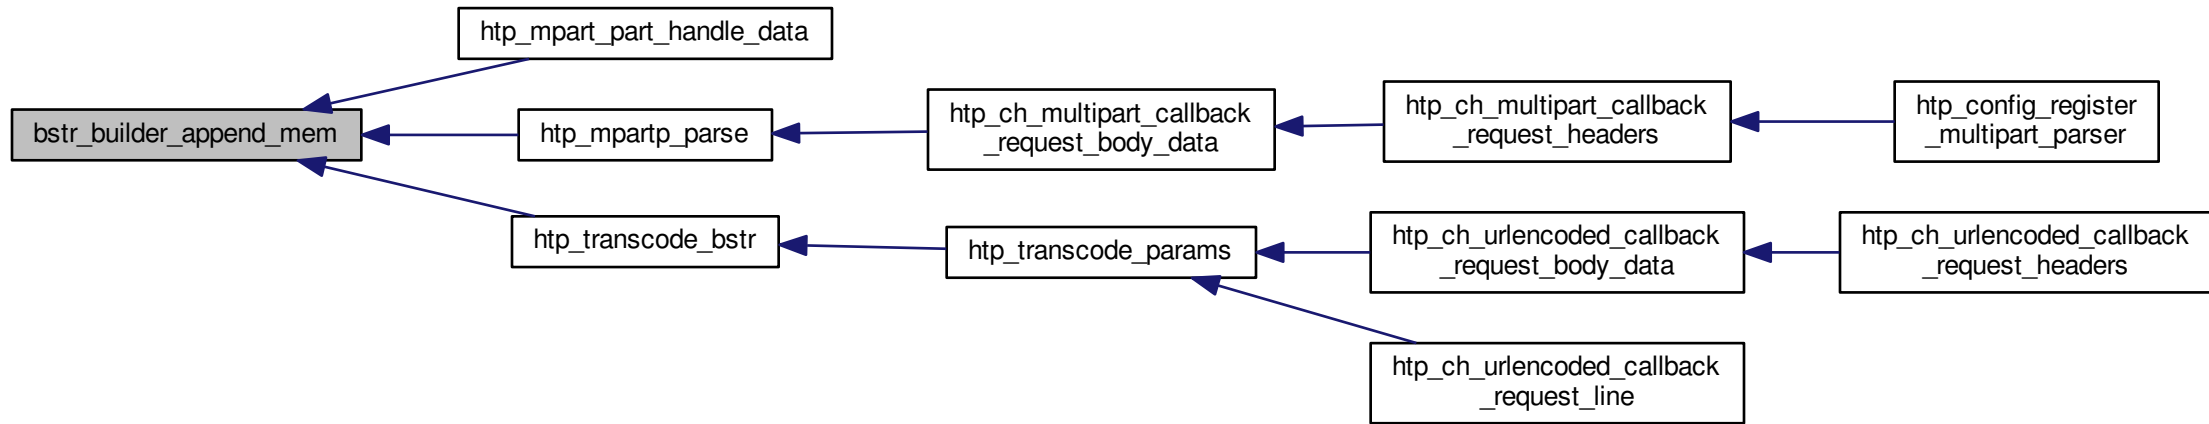 htp_mpart_part_handle_data
bstr_builder_append_mem
htp_mpartp_parse
htp_ch_multipart_callback
_request_body_data
htp_ch_multipart_callback
_request_headers
htp_config_register
_multipart_parser
htp_transcode_bstr
htp_transcode_params
htp_ch_urlencoded_callback
_request_body_data
htp_ch_urlencoded_callback
_request_headers
htp_ch_urlencoded_callback
_request_line